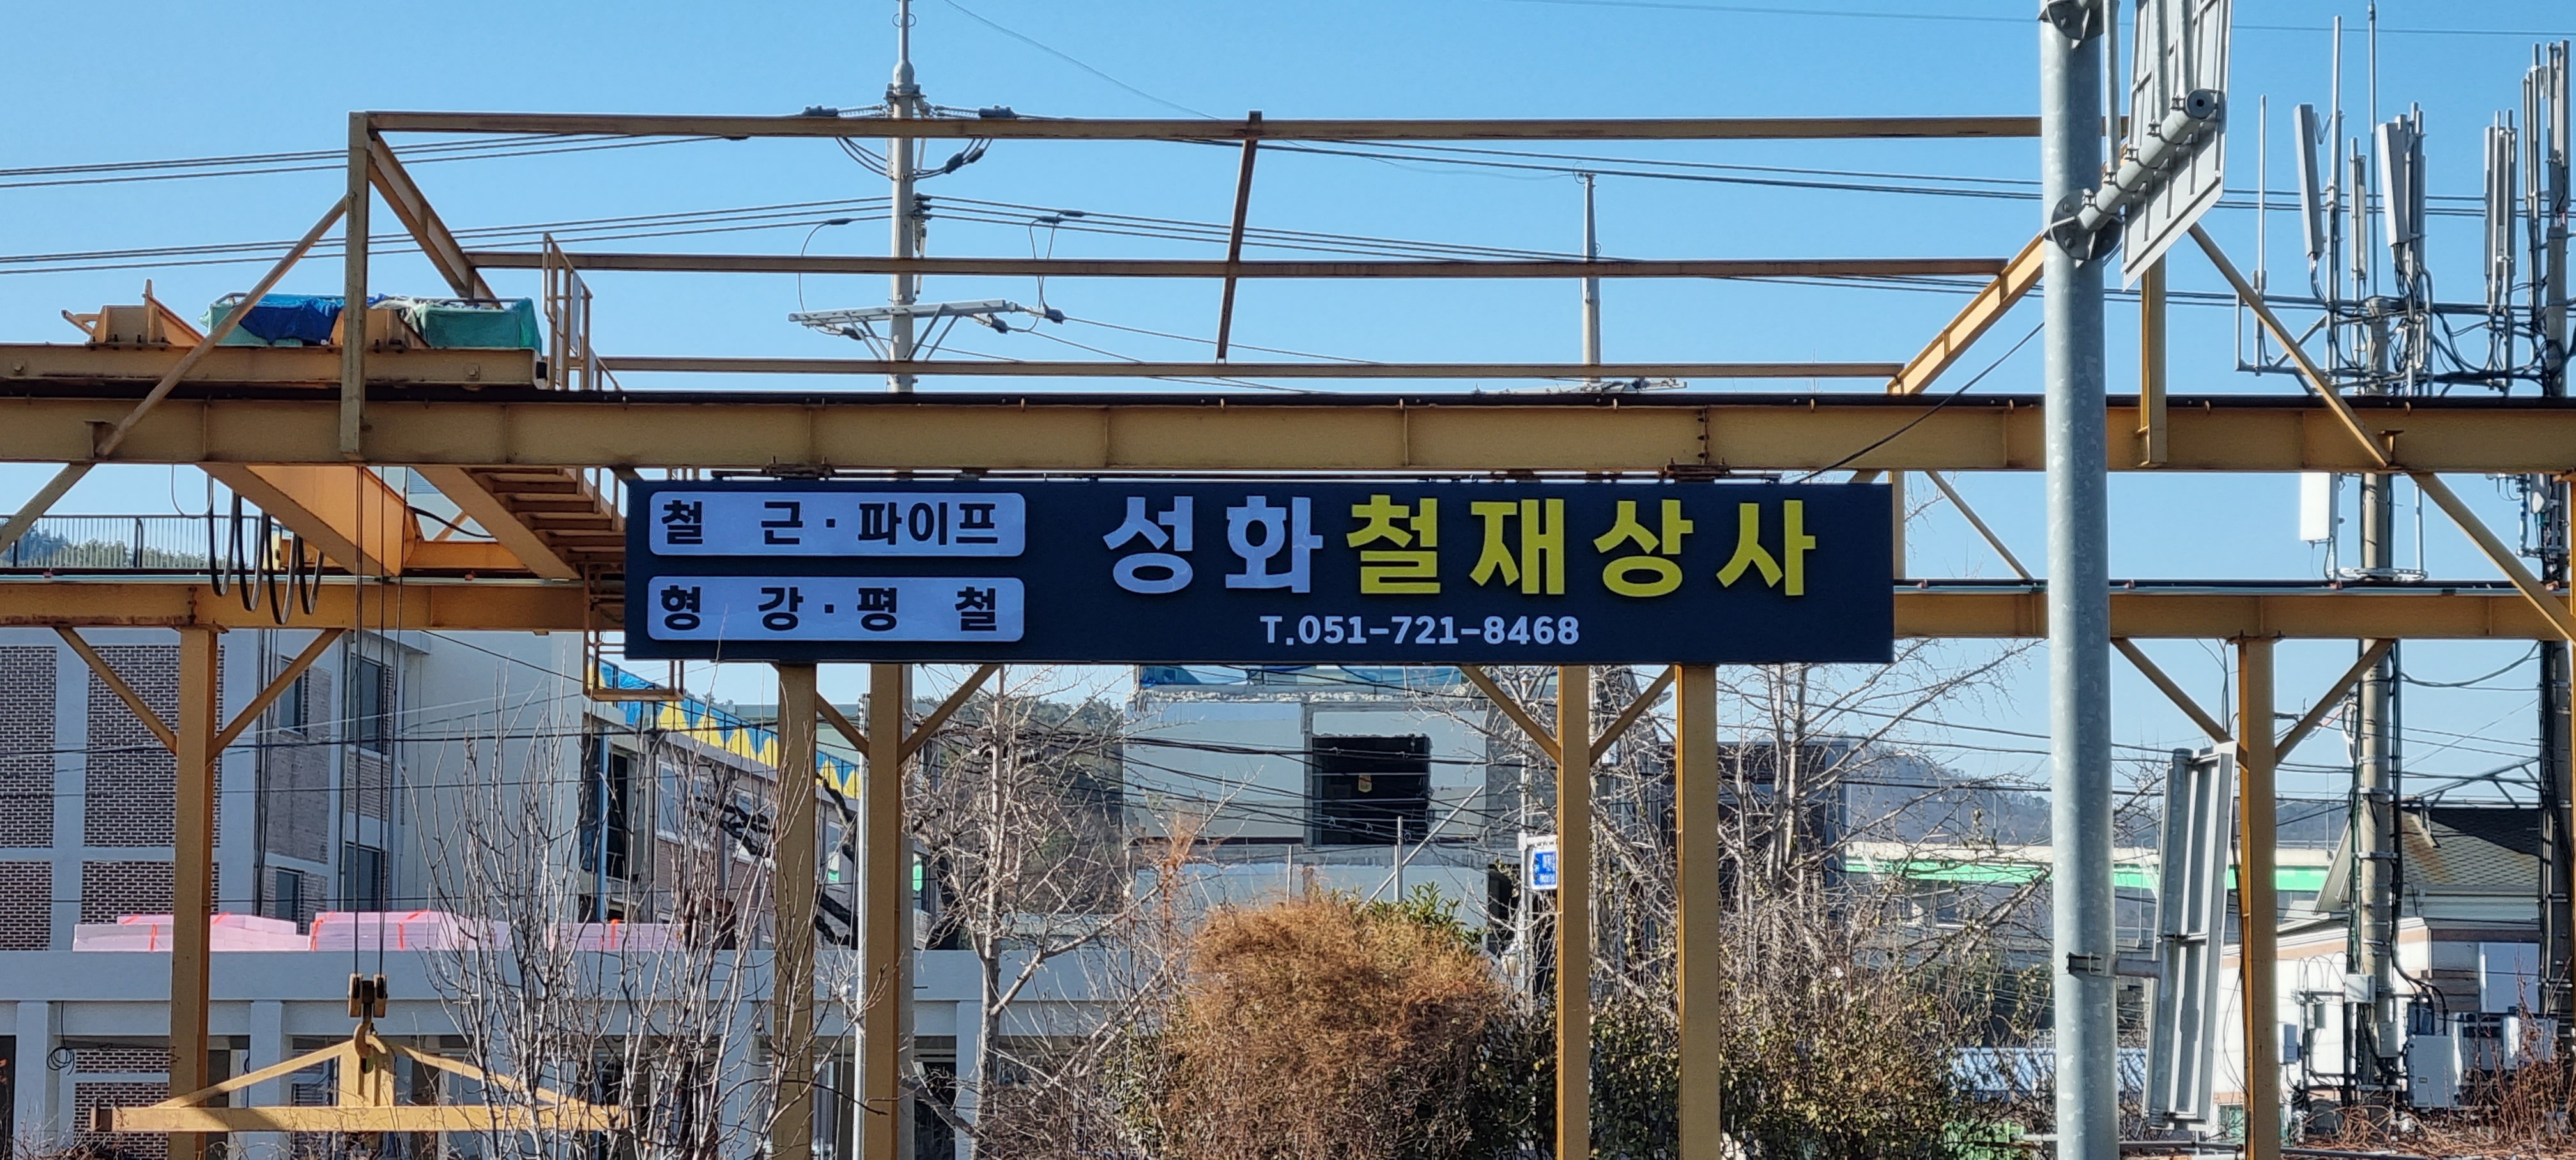 철 근·파이프
형 강·평 철
성화철재상사
T.051-721-8468